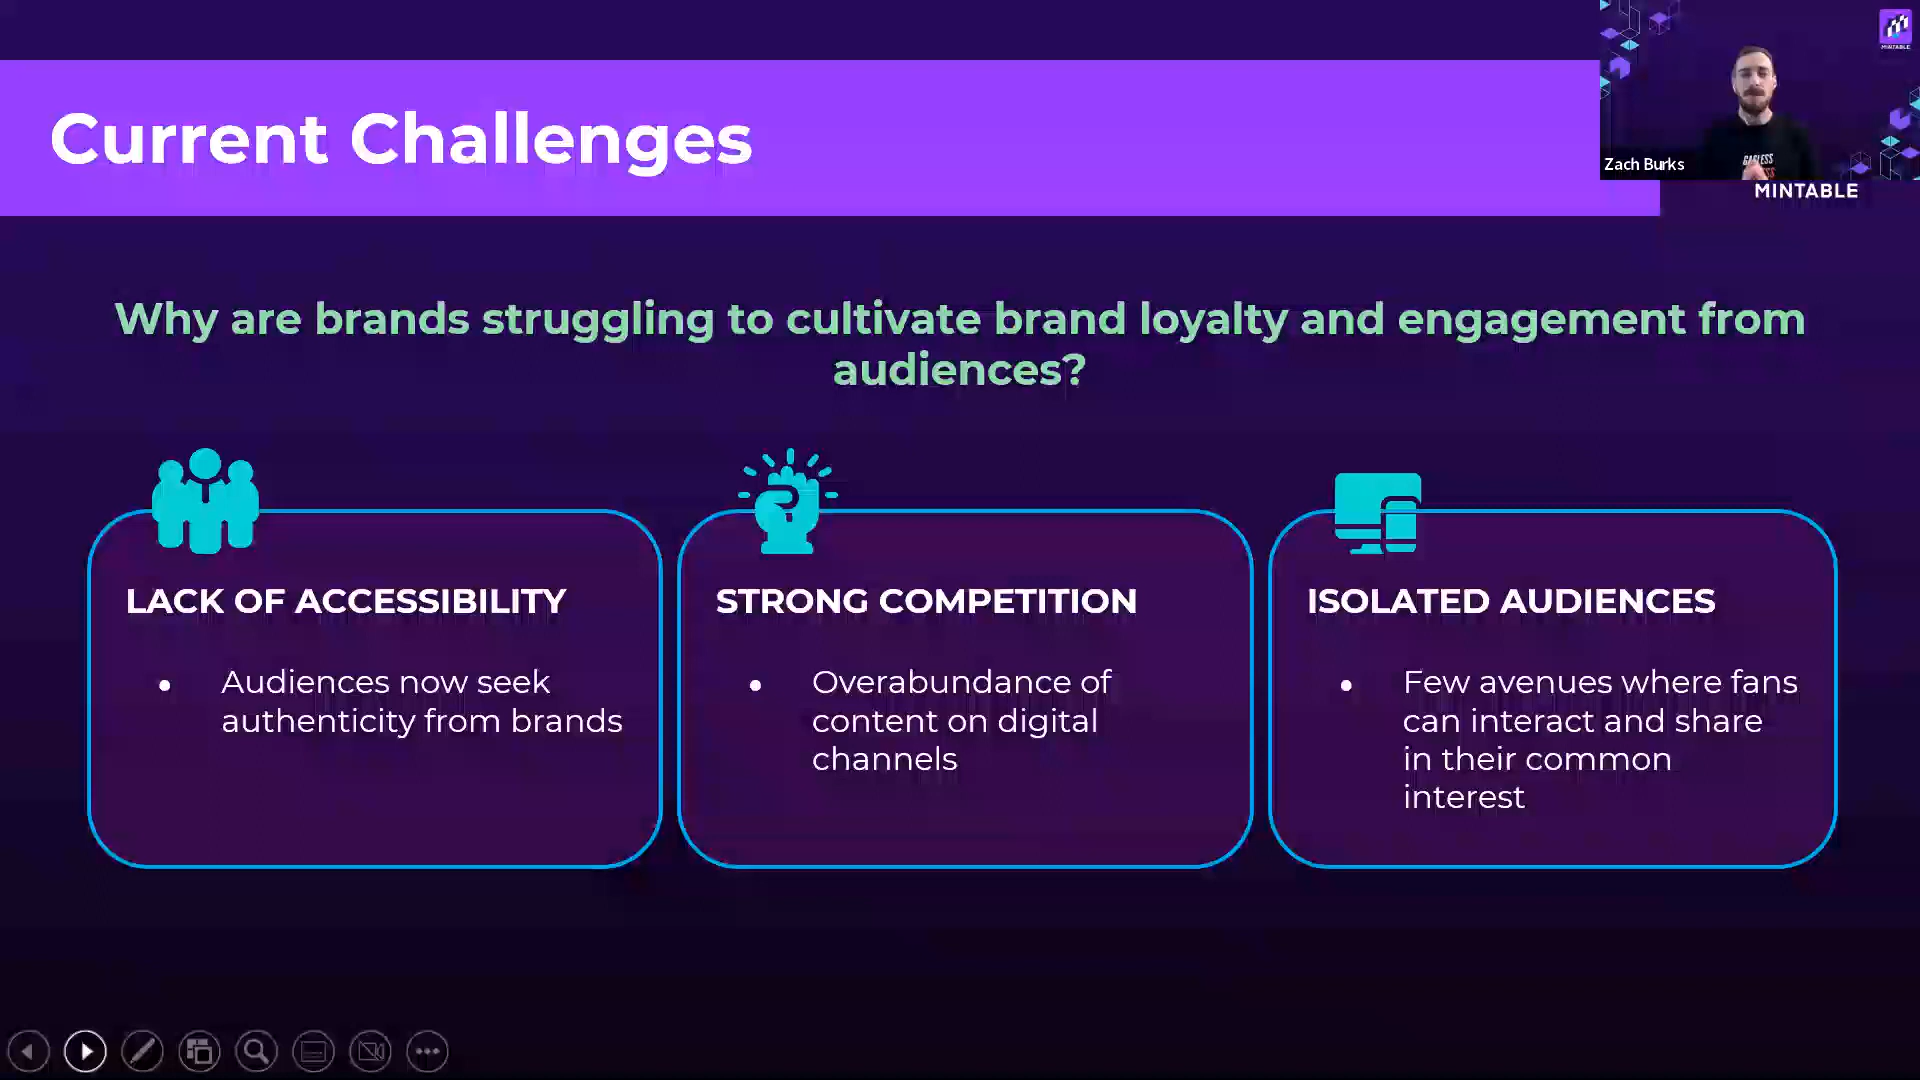 Current Challenges
MINTABLE
Zach Burks
MINTABLE
Why are brands struggling to cultivate brand loyalty and engagement from
audiences?
LACK OF ACCESSIBILITY
• Audiences now seek
authenticity from brands
STRONG COMPETITION
• Overabundance of
content on digital
channels
ISOLATED AUDIENCES
• Few avenues where fans
can interact and share
in their common
interest